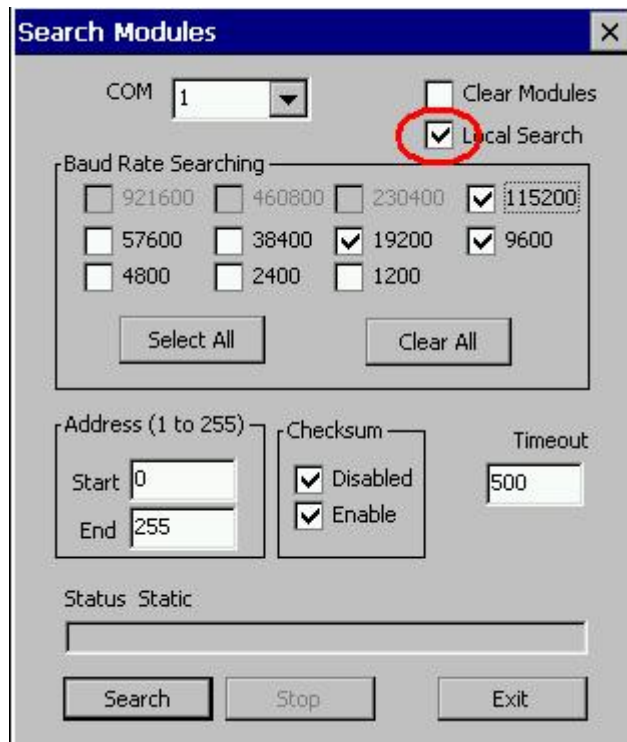 Search Modules
COM 1
Clear Modules
Local Search
Baud Rate Searching
921600 460800 230400 115200
57600 38400 19200 9600
4800 2400 1200
Select All Clear All
Address (1 to 255) Checksum Timeout
Start 0 Disabled 500
End 255 Enable
Status Static
Search Stop Exit